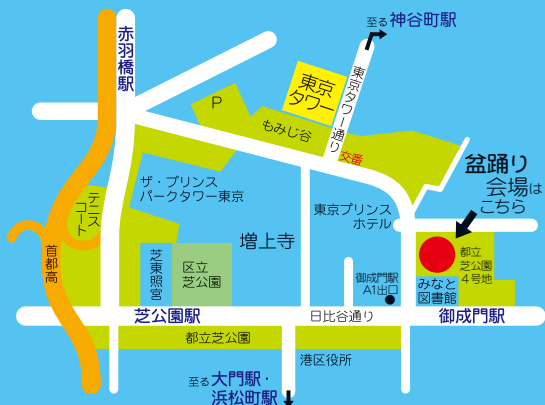 至る 神谷町駅
赤羽橋駅
東京タワー通り
東京
タワー
P
もみじ谷
交番
盆踊り
会場は
こちら
ザ・プリンス
パークタワー東京
テニス
コート
東京プリンス
ホテル
増上寺
首都高
芝東照宮
区立
芝公園
御成門駅
A1出口
都立
芝公園
4号地
みなと
図書館
芝公園駅
日比谷通り
御成門駅
都立芝公園
港区役所
至る 大門駅・
浜松町駅